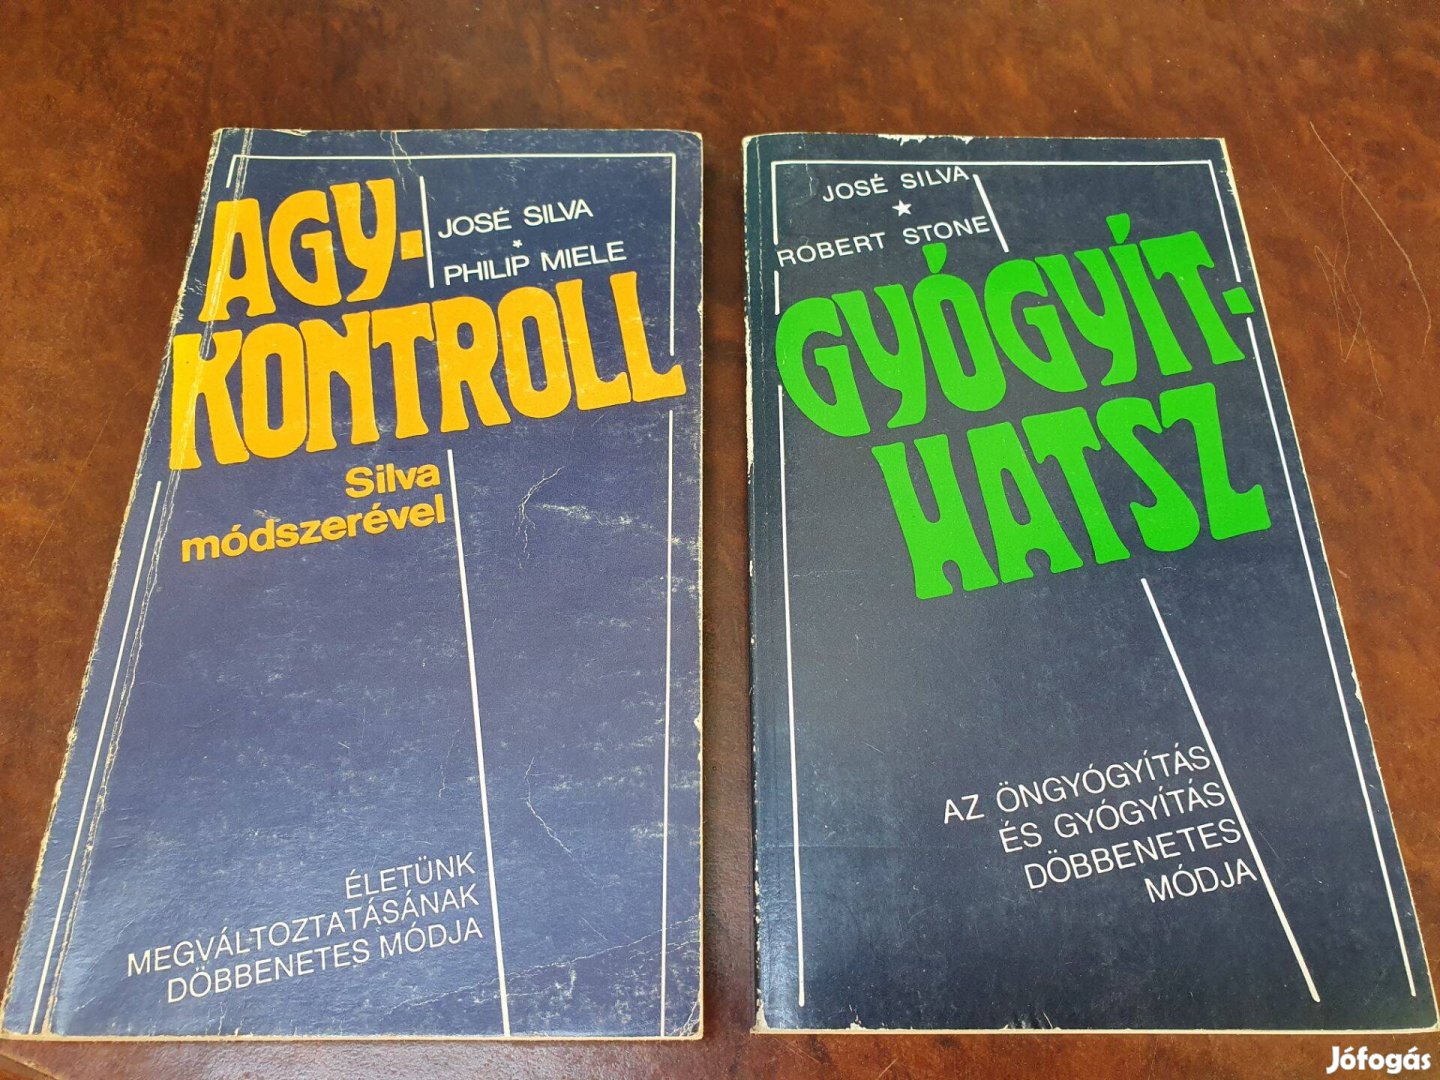 AGY-
JOSÉ SILVA
*
PHILIP MIELE
KONTROLL
Silva
módszerével
ÉLETÜNK
MEGVÁLTOZTATÁSÁNAK
DÖBBENETES MÓDJA
JOSÉ SILVA
★
ROBERT STONE
GYÓGYÍT-
HATSZ
AZ ÖNGYÓGYÍTÁS
ÉS GYÓGYÍTÁS
DÖBBENETES
MÓDJA
Jófogás